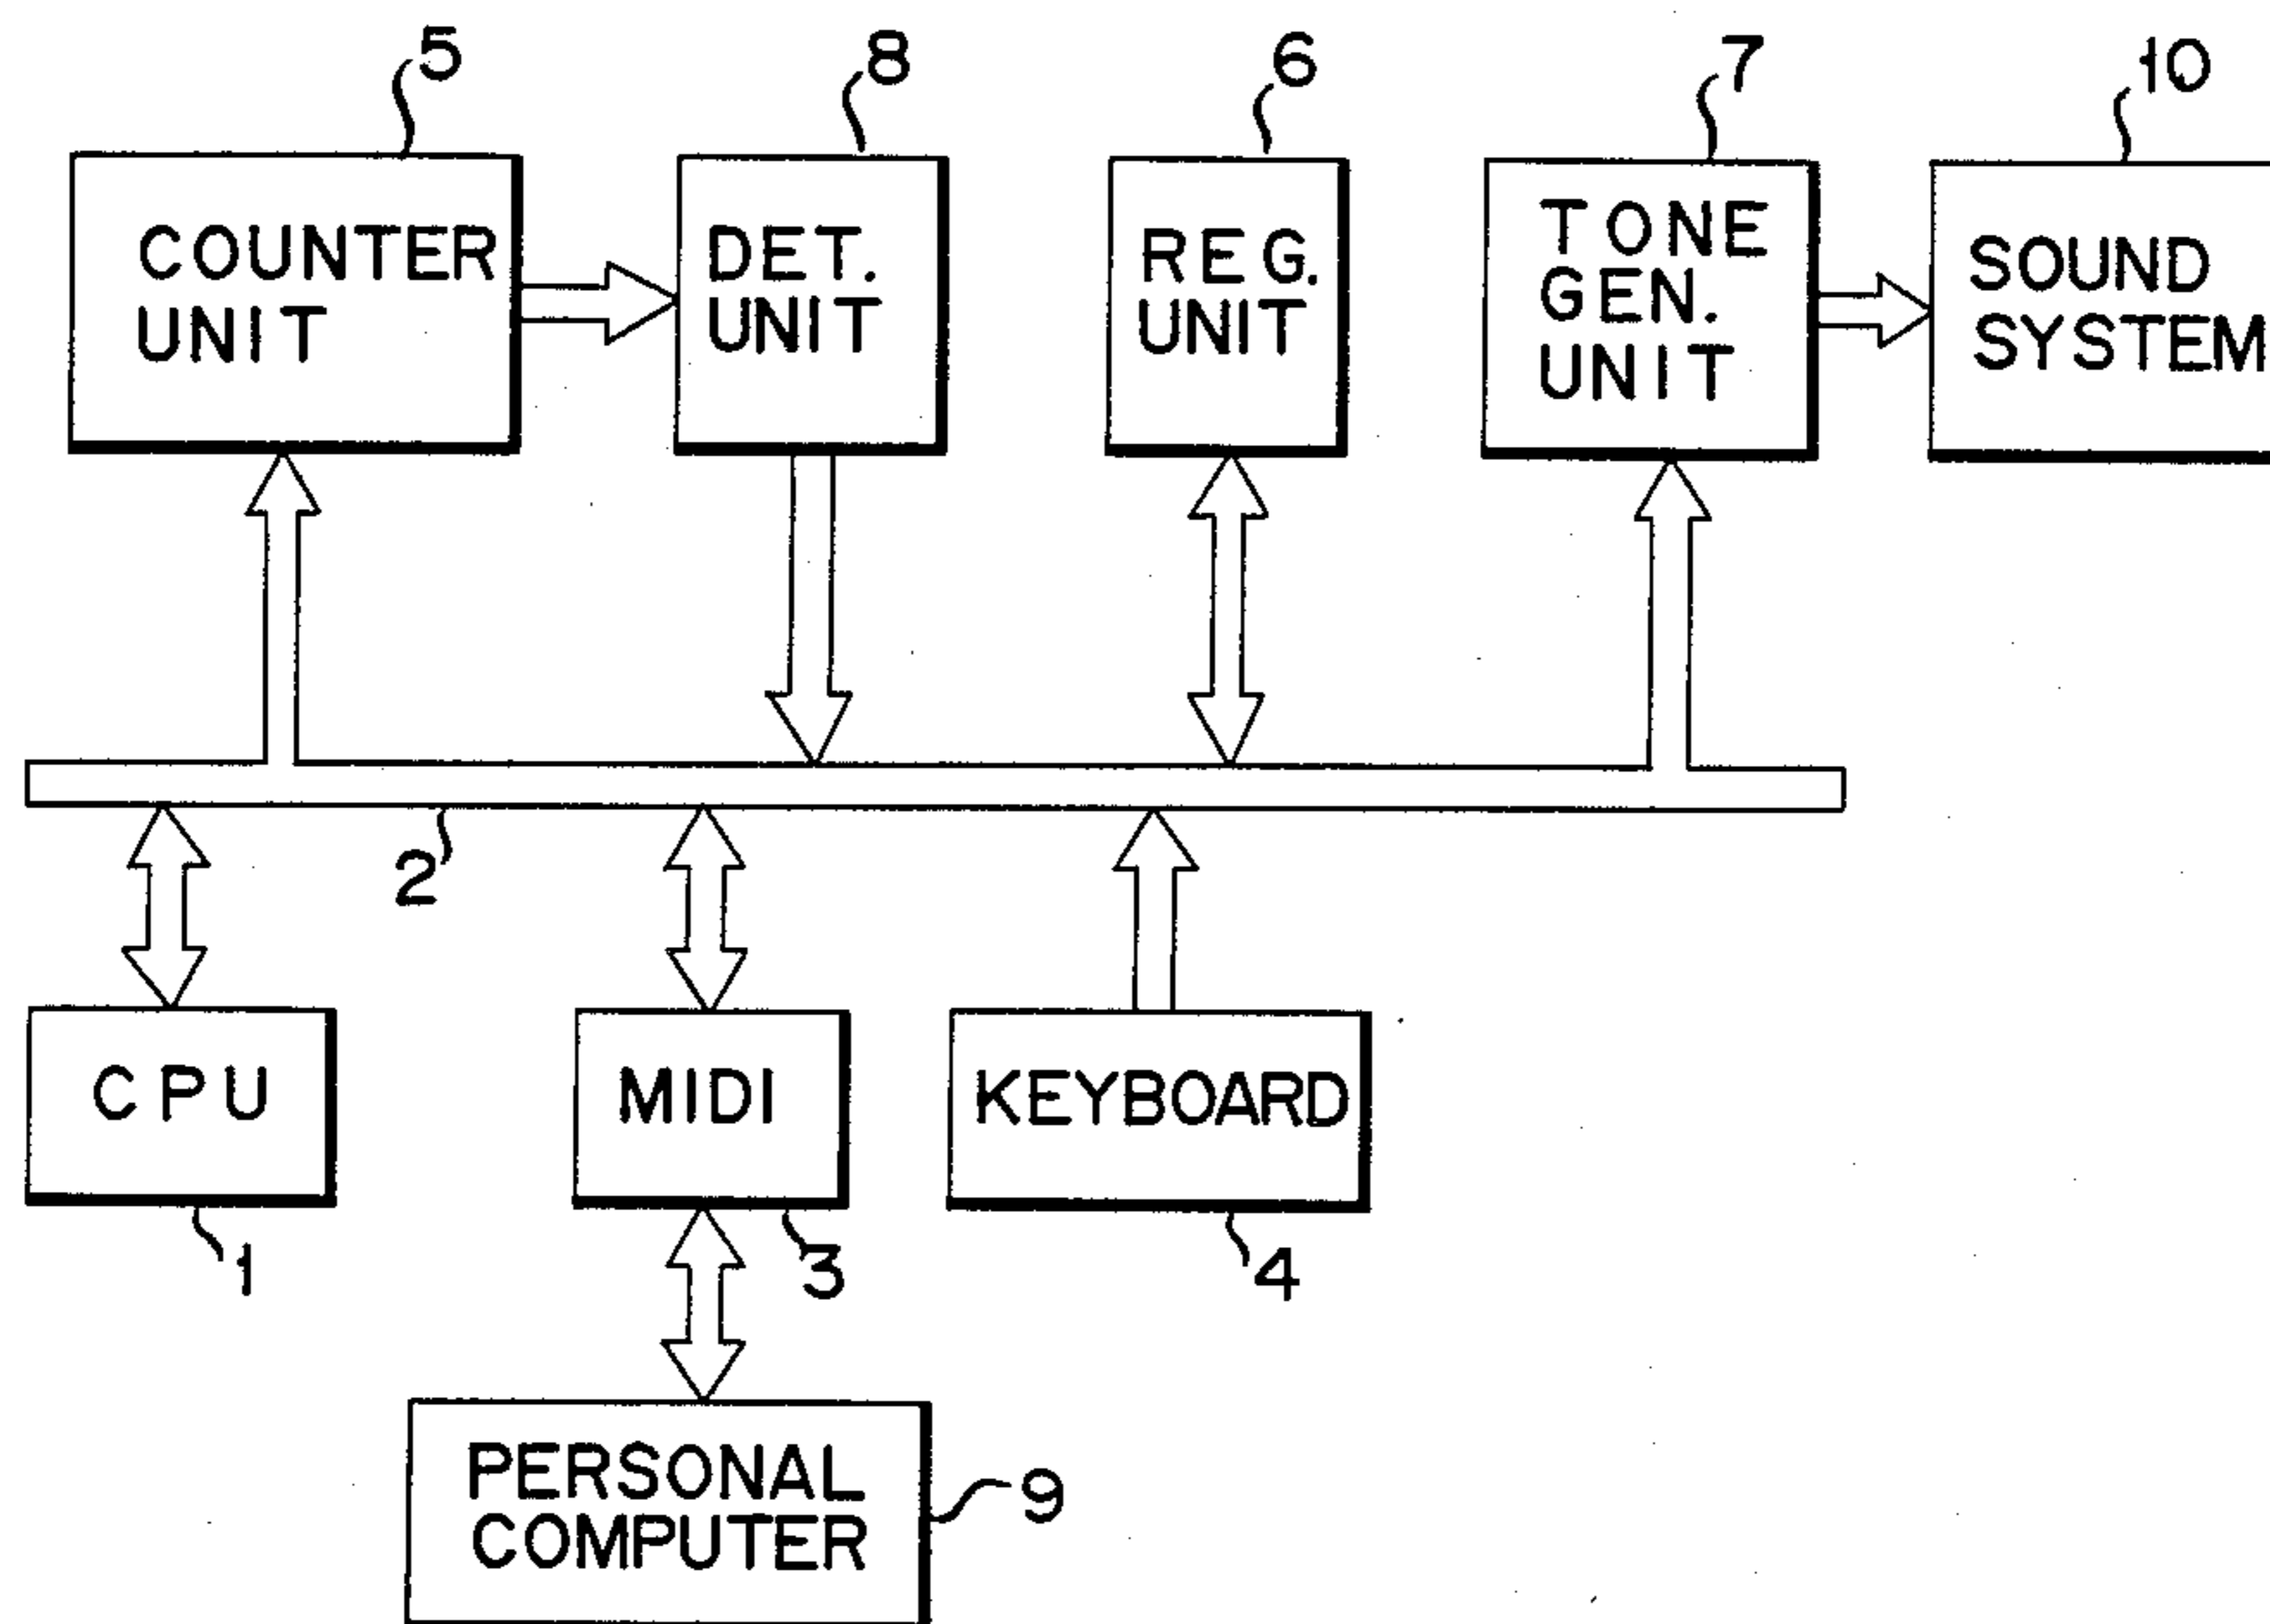 5
8
6
7
10
COUNTER
UNIT
DET.
UNIT
REG.
UNIT
TONE
GEN.
UNIT
SOUND
SYSTEM
2
CPU
MIDI
KEYBOARD
1
3
4
PERSONAL
COMPUTER
9